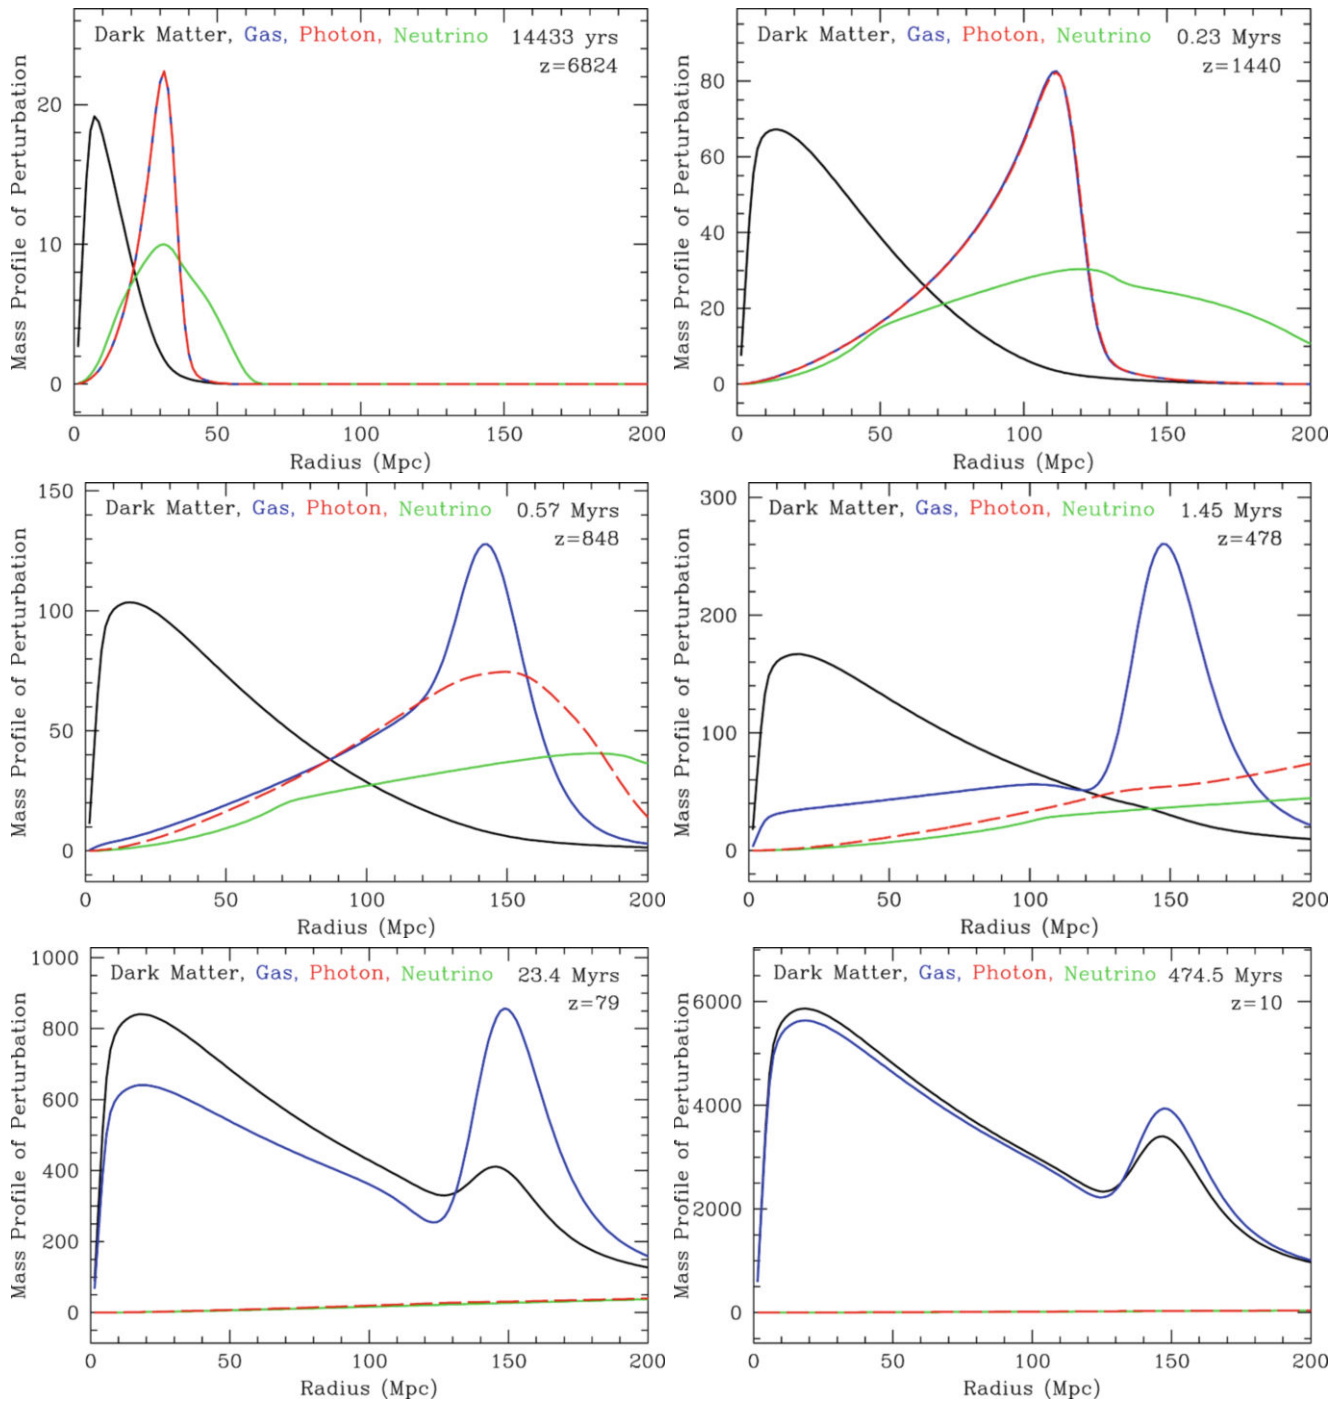 Dark Matter, Gas, Photon, Neutrino 14433 yrs
z=6824
Mass Profile of Perturbation
20
10
0
0 50 100 150 200
Radius (Mpc)
Dark Matter, Gas, Photon, Neutrino 0.23 Myrs
z=1440
Mass Profile of Perturbation
80
60
40
20
0
0 50 100 150 200
Radius (Mpc)
Dark Matter, Gas, Photon, Neutrino 0.57 Myrs
z=848
Mass Profile of Perturbation
150
100
50
0
0 50 100 150 200
Radius (Mpc)
Dark Matter, Gas, Photon, Neutrino 1.45 Myrs
z=478
Mass Profile of Perturbation
300
200
100
0
0 50 100 150 200
Radius (Mpc)
Dark Matter, Gas, Photon, Neutrino 23.4 Myrs
z=79
Mass Profile of Perturbation
1000
800
600
400
200
0
0 50 100 150 200
Radius (Mpc)
Dark Matter, Gas, Photon, Neutrino 474.5 Myrs
z=10
Mass Profile of Perturbation
6000
4000
2000
0
0 50 100 150 200
Radius (Mpc)